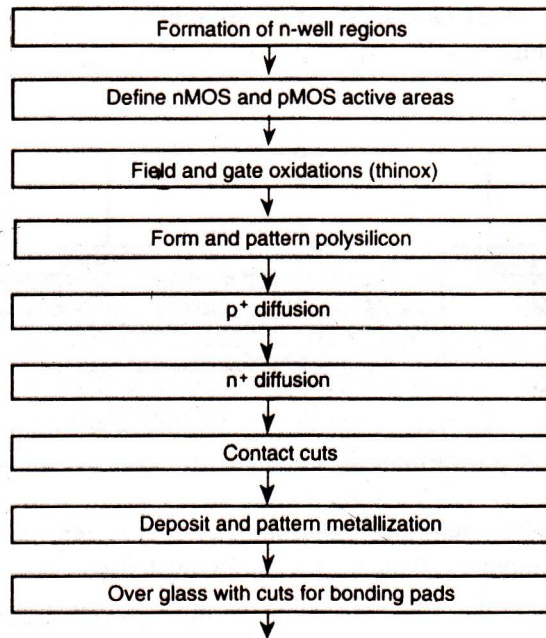 Formation of n-well regions
Define nMOS and pMOS active areas
Field and gate oxidations (thinox)
Form and pattern polysilicon
p⁺ diffusion
n⁺ diffusion
Contact cuts
Deposit and pattern metallization
Over glass with cuts for bonding pads